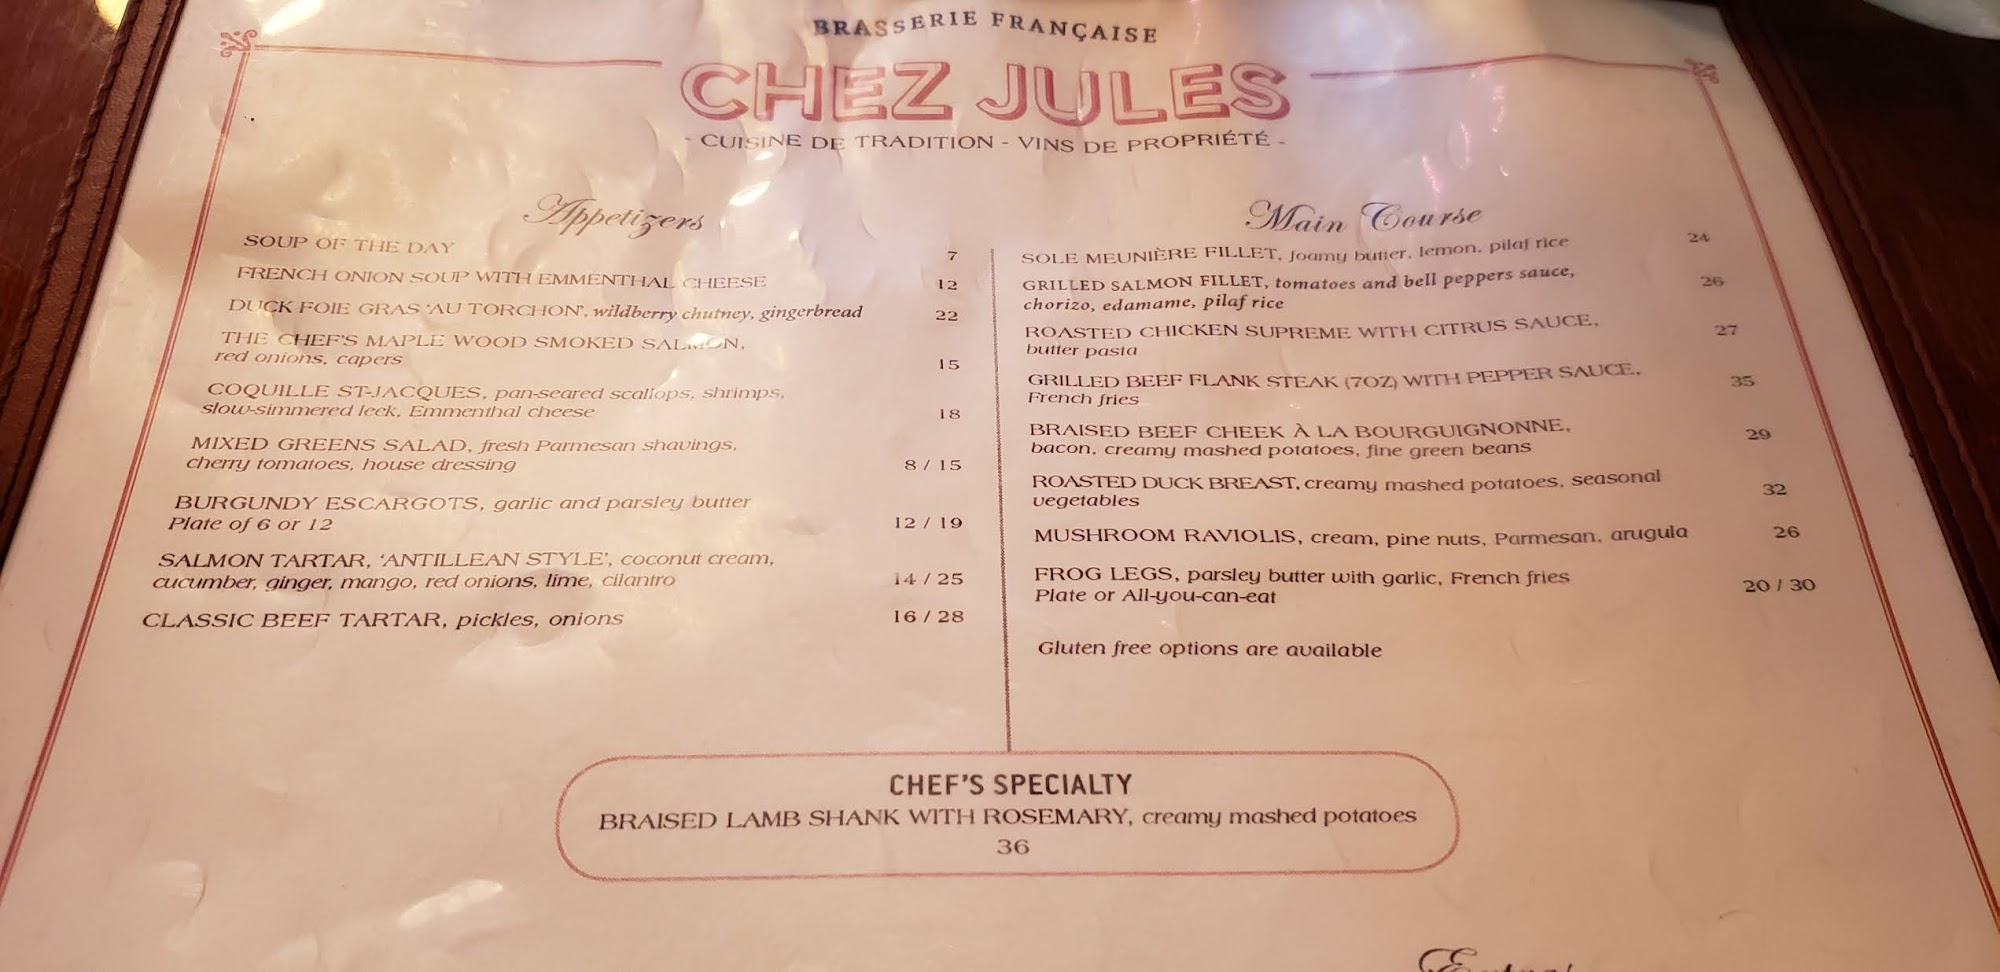 BRASSERIE FRANÇAISE
CHEZ JULES
- CUISINE DE TRADITION - VINS DE PROPRIÉTÉ -
Appetizers
SOUP OF THE DAY 7
FRENCH ONION SOUP WITH EMMENTHAL CHEESE 12
DUCK FOIE GRAS 'AU TORCHON', wildberry chutney, gingerbread 22
THE CHEF'S MAPLE WOOD SMOKED SALMON,
red onions, capers 15
COQUILLE ST-JACQUES, pan-seared scallops, shrimps,
slow-simmered leek, Emmenthal cheese 18
MIXED GREENS SALAD, fresh Parmesan shavings,
cherry tomatoes, house dressing 8 / 15
BURGUNDY ESCARGOTS, garlic and parsley butter
Plate of 6 or 12 12 / 19
SALMON TARTAR, 'ANTILLEAN STYLE', coconut cream,
cucumber, ginger, mango, red onions, lime, cilantro 14 / 25
CLASSIC BEEF TARTAR, pickles, onions 16 / 28
Main Course
SOLE MEUNIÈRE FILLET, foamy butter, lemon, pilaf rice 24
GRILLED SALMON FILLET, tomatoes and bell peppers sauce, 26
chorizo, edamame, pilaf rice
ROASTED CHICKEN SUPREME WITH CITRUS SAUCE, 27
butter pasta
GRILLED BEEF FLANK STEAK (7OZ) WITH PEPPER SAUCE, 35
French fries
BRAISED BEEF CHEEK À LA BOURGUIGNONNE, 29
bacon, creamy mashed potatoes, fine green beans
ROASTED DUCK BREAST, creamy mashed potatoes, seasonal
vegetables 32
MUSHROOM RAVIOLIS, cream, pine nuts, Parmesan, arugula 26
FROG LEGS, parsley butter with garlic, French fries
Plate or All-you-can-eat 20 / 30
Gluten free options are available
CHEF'S SPECIALTY
BRAISED LAMB SHANK WITH ROSEMARY, creamy mashed potatoes
36